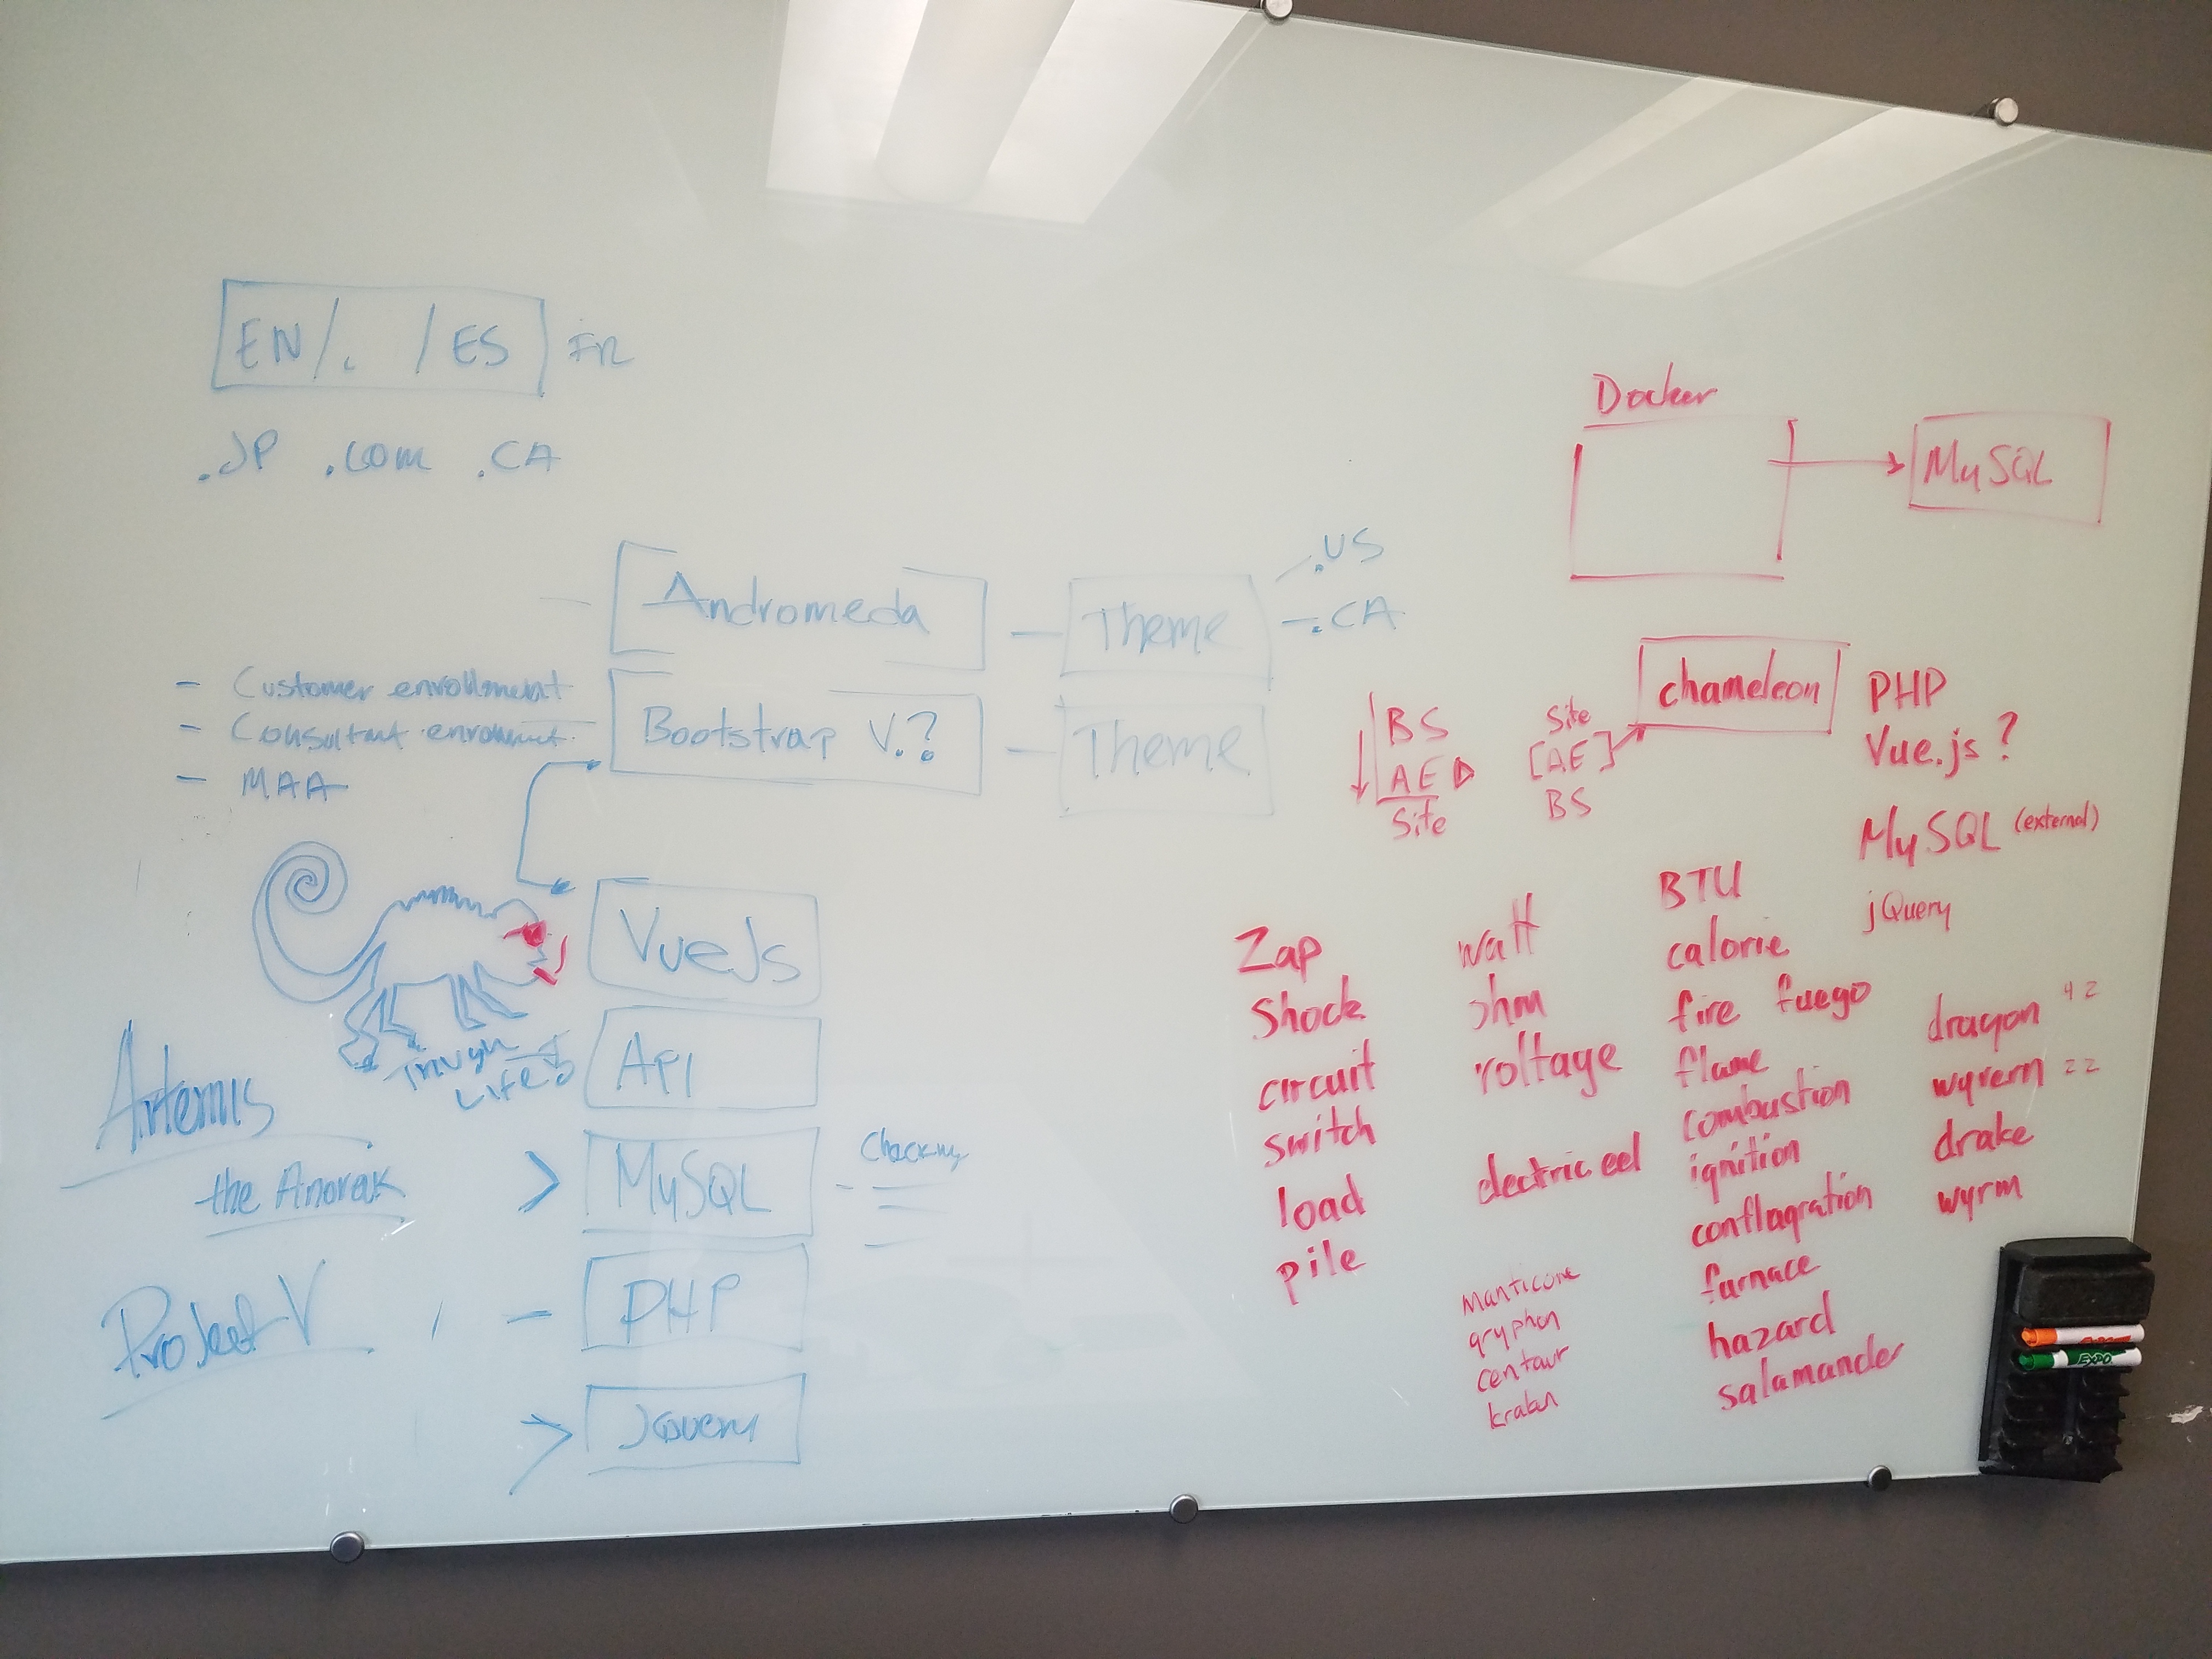 EN/. /ES FR
.JP .com .CA
Andromeda
Theme
.US
.CA
- Customer enrollment
- Consultant enrollment
- MAA
Bootstrap V.?
Theme
VueJs
Api
> MySQL -
Checking
- PHP
> JQuery
Life
Artemis
the Anorak
Project V
Docker
MySQL
chameleon
BS
AE
Site
Site
[AE]
BS
PHP
Vue.js ?
MySQL (external)
jQuery
Zap
Shock
circuit
switch
load
pile
watt
ohm
voltage
electric eel
manticore
gryphon
centaur
kraken
BTU
calorie
fire fuego
flame
combustion
ignition
conflagration
furnace
hazard
salamander
dragon 42
wyvern 22
drake
wyrm
EXPO